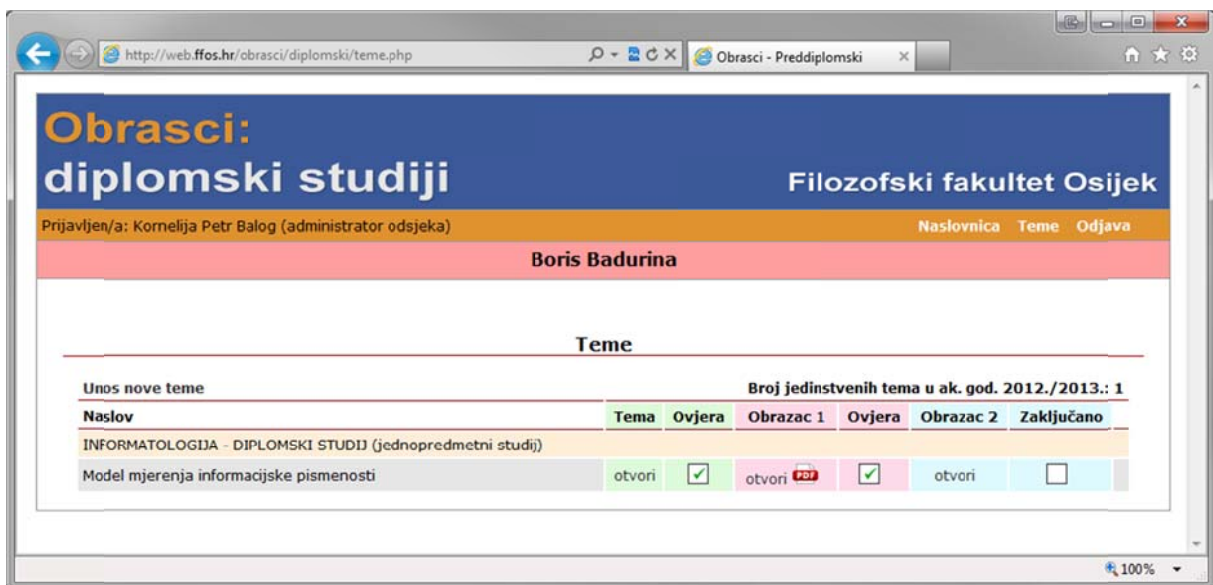 http://web.ffos.hr/obrasci/diplomski/teme.php
Obrasci - Preddiplomski
Obrasci:
diplomski studiji
Filozofski fakultet Osijek
Prijavljen/a: Kornelija Petr Balog (administrator odsjeka)
Naslovnica Teme Odjava
Boris Badurina
Teme
Unos nove teme
Broj jedinstvenih tema u ak. god. 2012./2013.: 1
Naslov Tema Ovjera Obrazac 1 Ovjera Obrazac 2 Zaključano
INFORMATOLOGIJA - DIPLOMSKI STUDIJ (jednopredmetni studij)
Model mjerenja informacijske pismenosti otvori otvori PDF otvori
100%